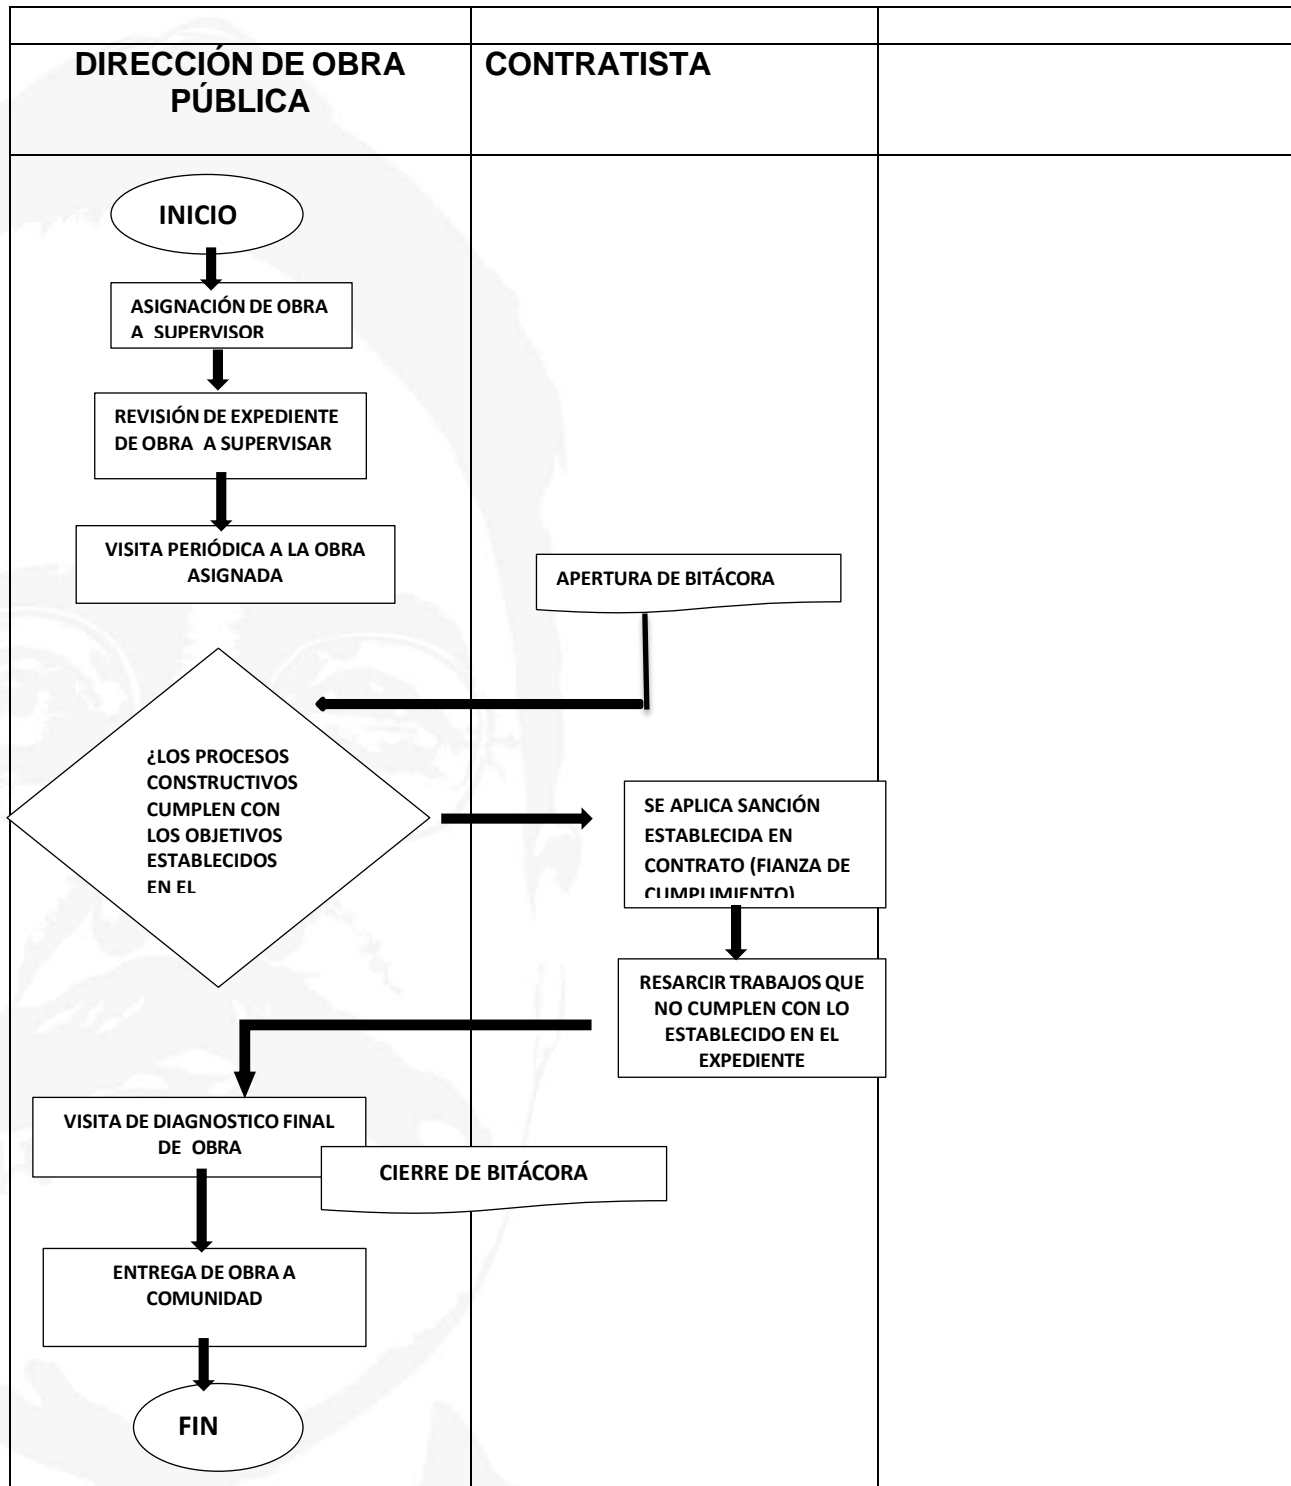 DIRECCIÓN DE OBRA
PÚBLICA
CONTRATISTA
INICIO
ASIGNACIÓN DE OBRA
A SUPERVISOR
REVISIÓN DE EXPEDIENTE
DE OBRA A SUPERVISAR
VISITA PERIÓDICA A LA OBRA
ASIGNADA
APERTURA DE BITÁCORA
¿LOS PROCESOS
CONSTRUCTIVOS
CUMPLEN CON
LOS OBJETIVOS
ESTABLECIDOS
EN EL
SE APLICA SANCIÓN
ESTABLECIDA EN
CONTRATO (FIANZA DE
CUMPLIMIENTO)
RESARCIR TRABAJOS QUE
NO CUMPLEN CON LO
ESTABLECIDO EN EL
EXPEDIENTE
VISITA DE DIAGNOSTICO FINAL
DE OBRA
CIERRE DE BITÁCORA
ENTREGA DE OBRA A
COMUNIDAD
FIN